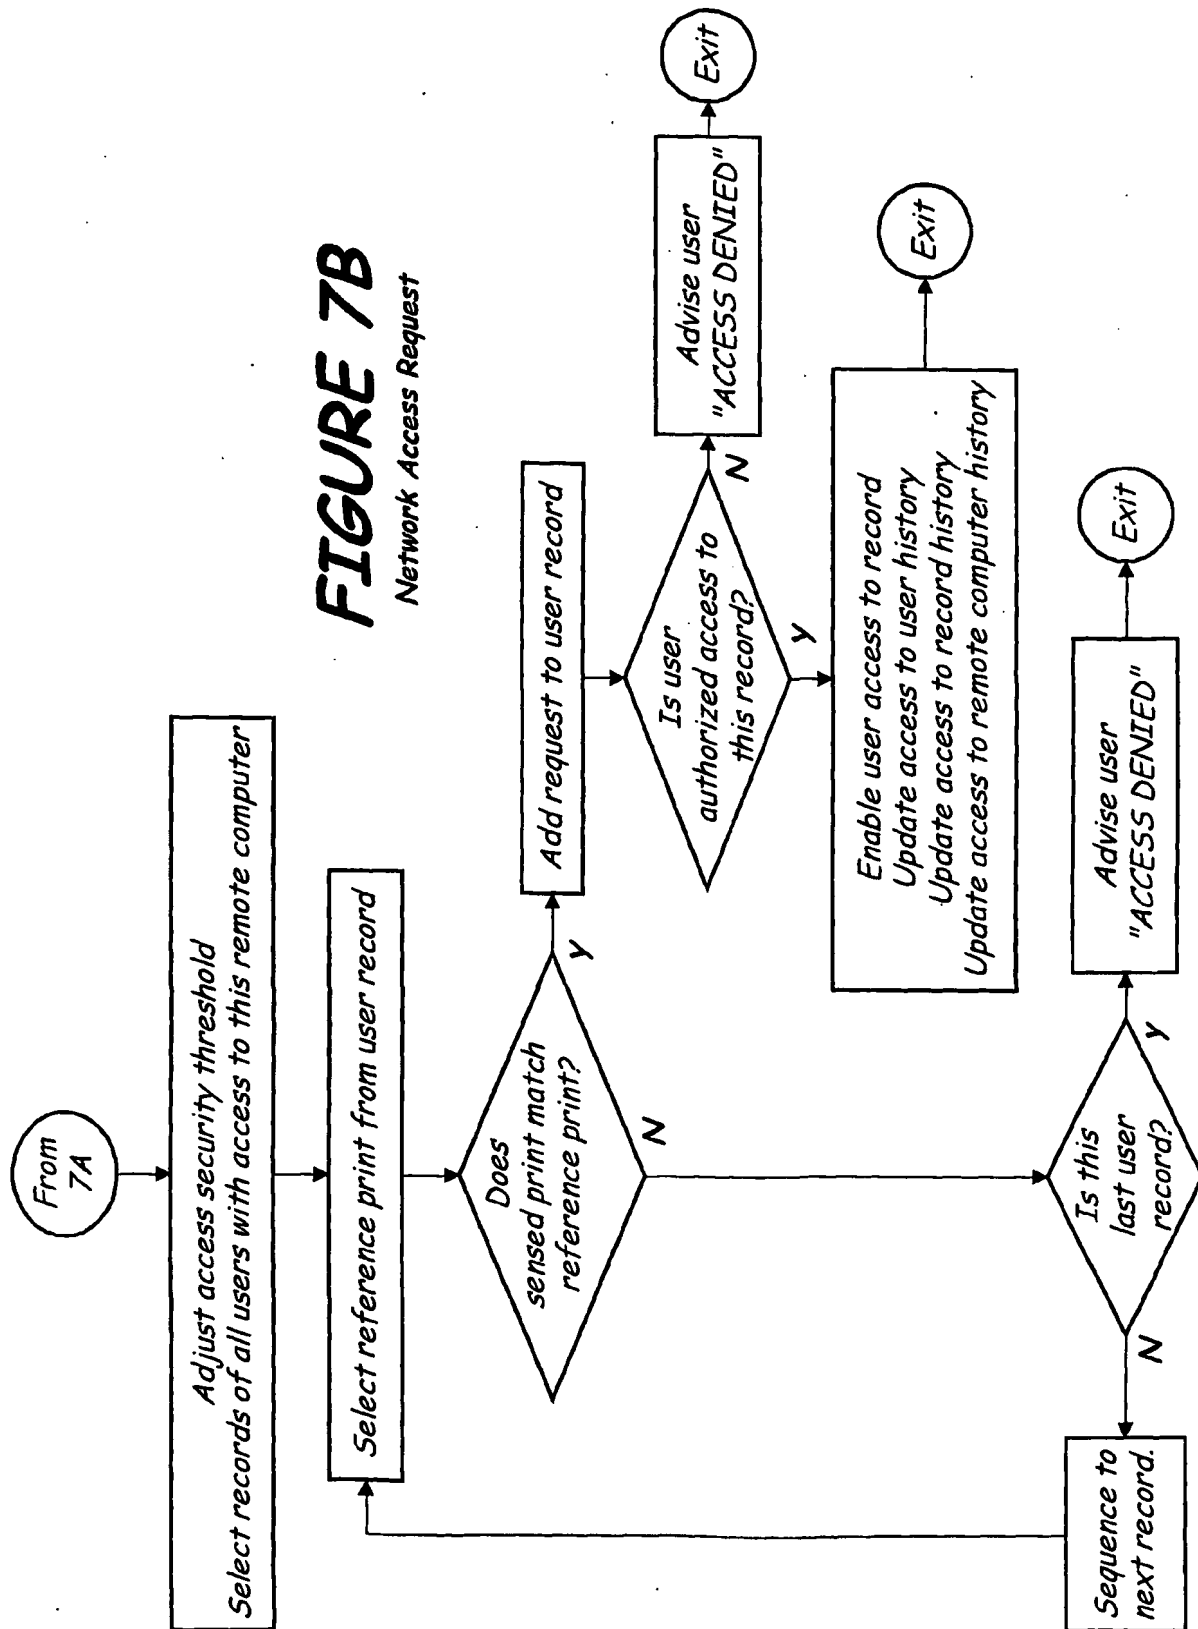 FIGURE 7B
Network Access Request
From
7A
Adjust access security threshold
Select records of all users with access to this remote computer
Select reference print from user record
Does
sensed print match
reference print?
Y
N
Add request to user record
Is user
authorized access to
this record?
N
Y
Advise user
"ACCESS DENIED"
Exit
Enable user access to record
Update access to user history
Update access to record history
Update access to remote computer history
Exit
Is this
last user
record?
Y
N
Advise user
"ACCESS DENIED"
Exit
Sequence to
next record.